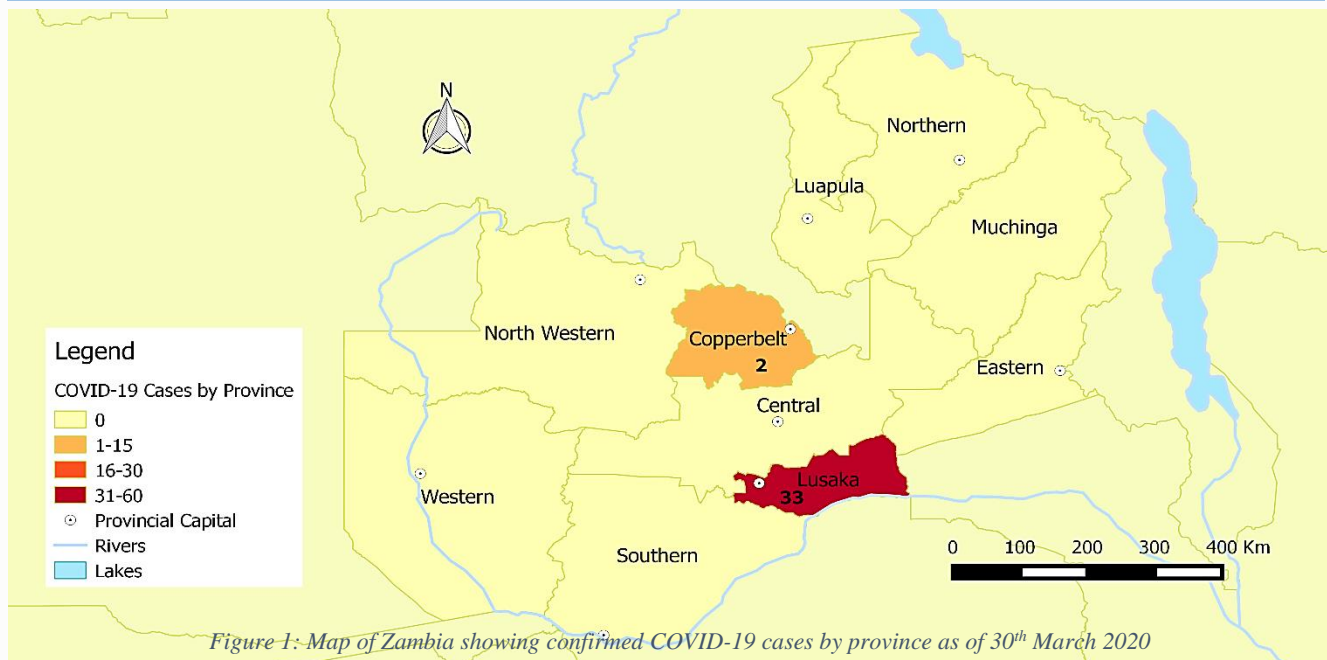 N
Northern
Luapula
Muchinga
North Western
Copperbelt
2
Eastern
Central
Lusaka
33
Western
Southern
Legend
COVID-19 Cases by Province
0
1-15
16-30
31-60
Provincial Capital
Rivers
Lakes
0 100 200 300 400 Km
Figure 1: Map of Zambia showing confirmed COVID-19 cases by province as of 30th March 2020